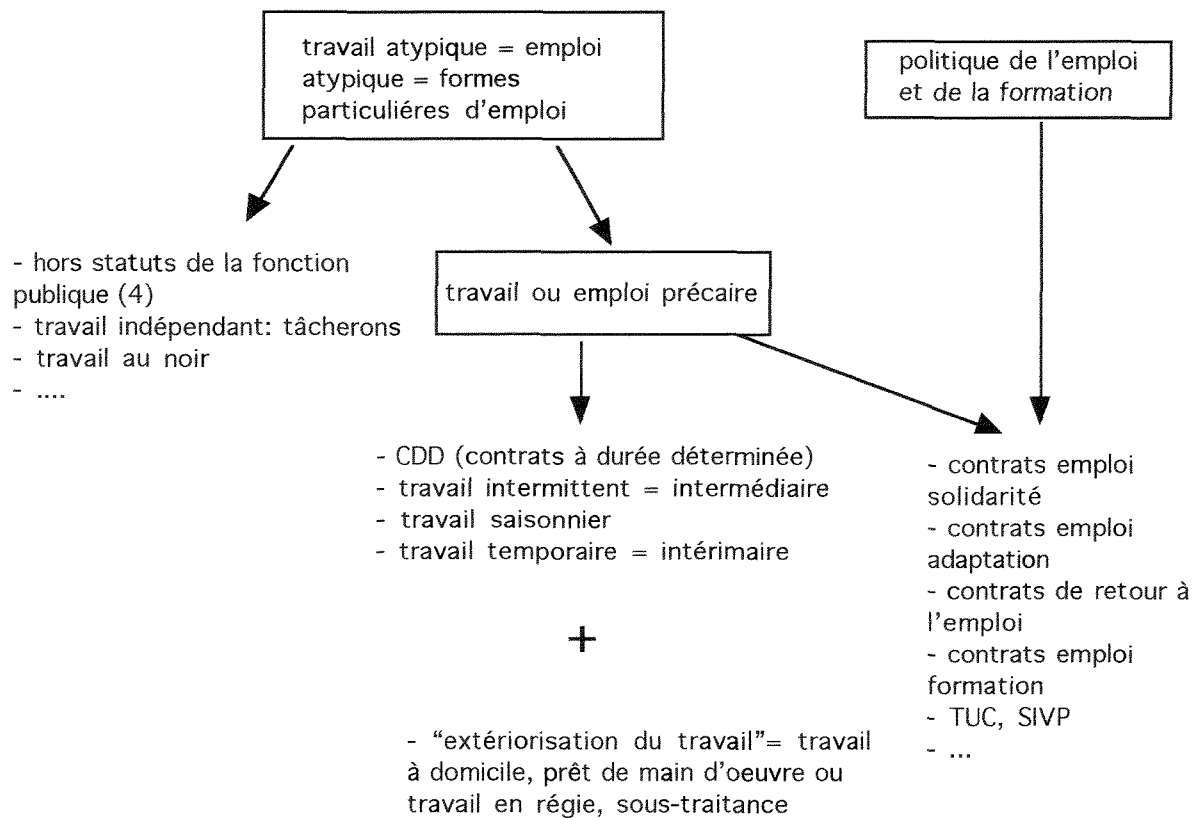 travail atypique = emploi
atypique = formes
particuliéres d'emploi
politique de l'emploi
et de la formation
- hors statuts de la fonction
publique (4)
- travail indépendant: tâcherons
- travail au noir
- ....
travail ou emploi précaire
- CDD (contrats à durée déterminée)
- travail intermittent = intermédiaire
- travail saisonnier
- travail temporaire = intérimaire
+
- “extériorisation du travail”= travail
à domicile, prêt de main d'oeuvre ou
travail en régie, sous-traitance
- contrats emploi
solidarité
- contrats emploi
adaptation
- contrats de retour à
l'emploi
- contrats emploi
formation
- TUC, SIVP
- ...